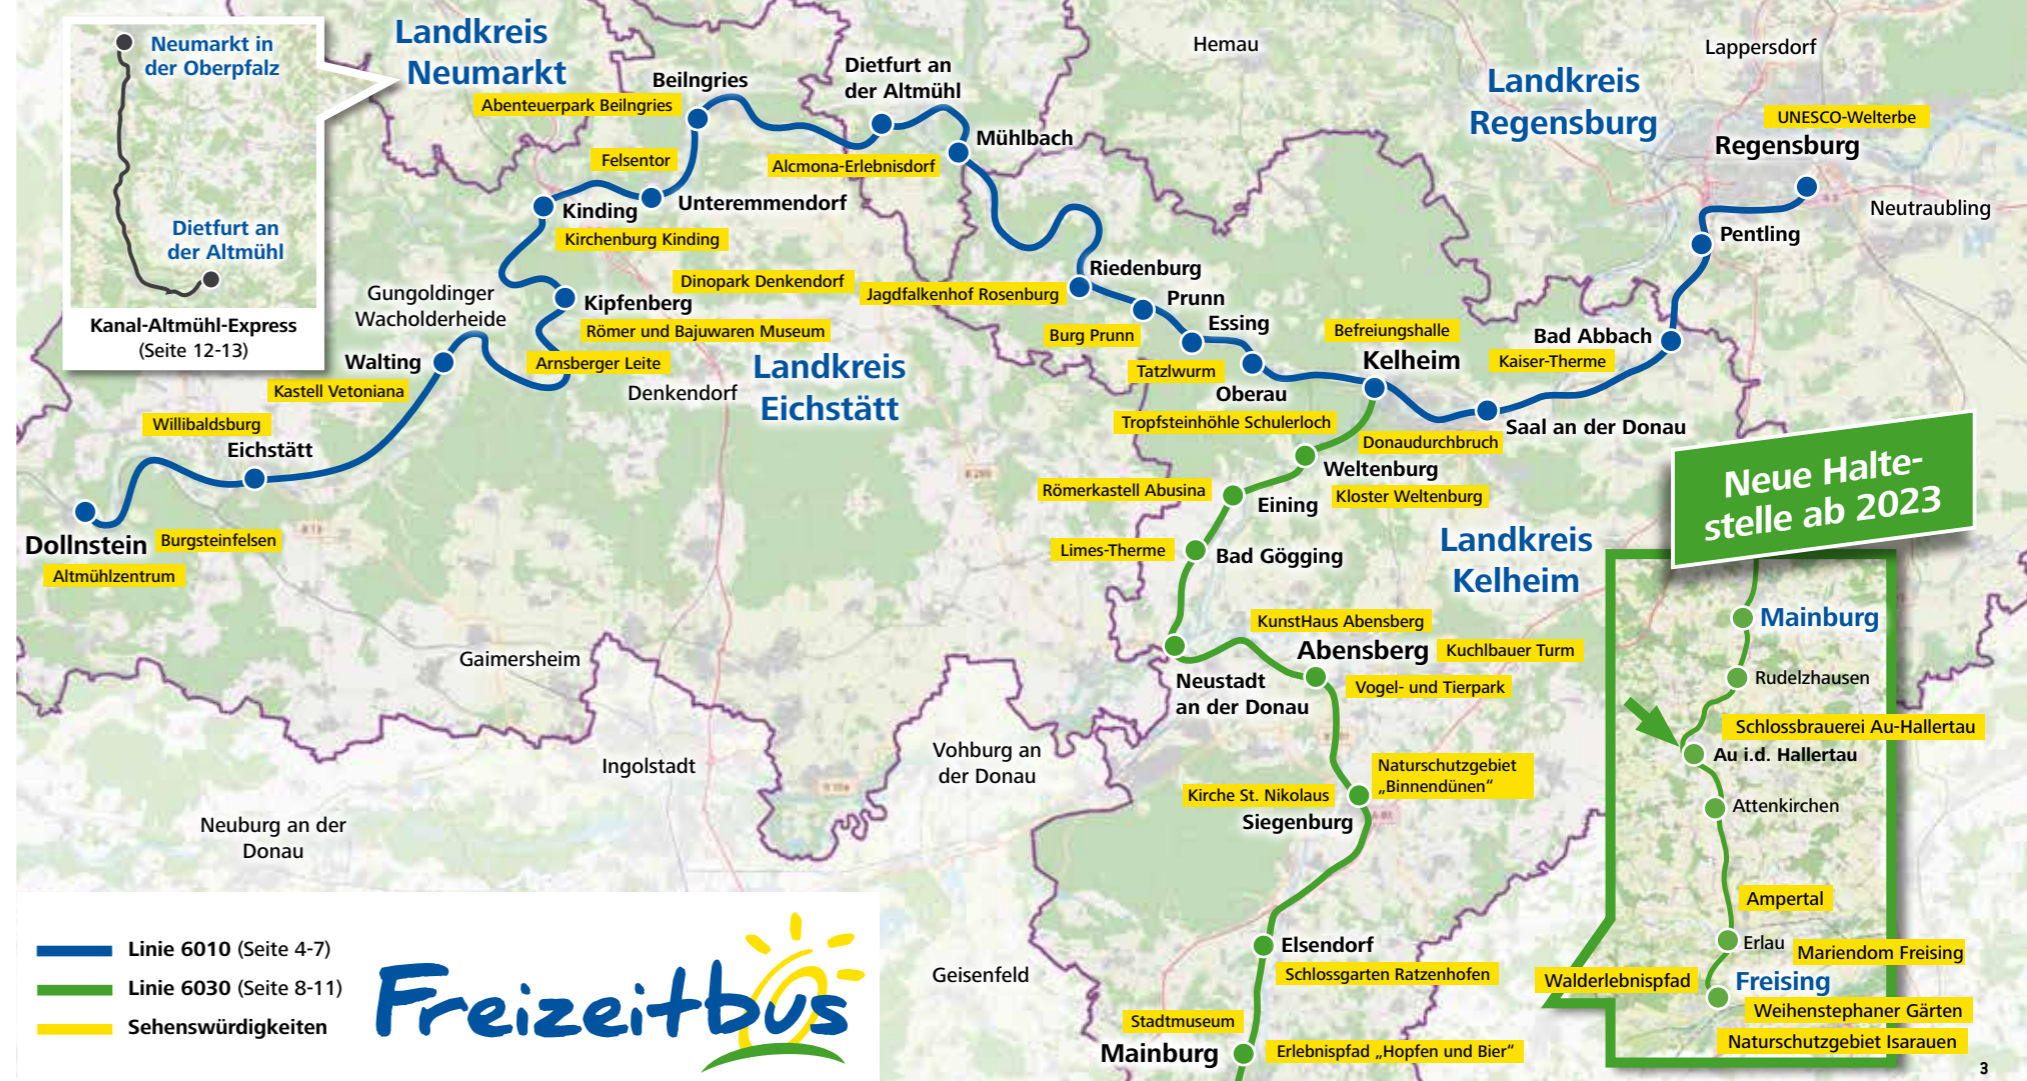 Neumarkt in
der Oberpfalz
Dietfurt an
der Altmühl
Kanal-Altmühl-Express
(Seite 12-13)
Landkreis
Neumarkt
Beilngries
Abenteuerpark Beilngries
Dietfurt an
der Altmühl
Hemau
Landkreis
Regensburg
Lappersdorf
UNESCO-Welterbe
Regensburg
Neutraubling
Pentling
Felsentor
Alcmona-Erlebnisdorf
Mühlbach
Kinding
Unteremmendorf
Kirchenburg Kinding
Dinopark Denkendorf
Gungoldinger
Wacholderheide
Kipfenberg
Römer und Bajuwaren Museum
Walting
Arnsberger Leite
Kastell Vetoniana
Denkendorf
Landkreis
Eichstätt
Willibaldsburg
Eichstätt
Dollnstein
Burgsteinfelsen
Altmühlzentrum
Riedenburg
Jagdfalkenhof Rosenburg
Prunn
Burg Prunn
Essing
Tatzlwurm
Oberau
Befreiungshalle
Kelheim
Bad Abbach
Kaiser-Therme
Tropfsteinhöhle Schulerloch
Donaudurchbruch
Saal an der Donau
Weltenburg
Kloster Weltenburg
Römerkastell Abusina
Eining
Limes-Therme
Bad Gögging
Landkreis
Kelheim
KunstHaus Abensberg
Abensberg
Kuchlbauer Turm
Vogel- und Tierpark
Neustadt
an der Donau
Gaimersheim
Ingolstadt
Vohburg an
der Donau
Neuburg an der
Donau
Naturschutzgebiet
„Binnendünen“
Kirche St. Nikolaus
Siegenburg
A 93
Elsendorf
Schlossgarten Ratzenhofen
Geisenfeld
Stadtmuseum
Mainburg
Erlebnispfad „Hopfen und Bier“
Neue Halte-
stelle ab 2023
Mainburg
Rudelzhausen
Schlossbrauerei Au-Hallertau
Au i.d. Hallertau
Attenkirchen
Ampertal
Erlau
Mariendom Freising
Walderlebnispfad
Freising
Weihenstephaner Gärten
Naturschutzgebiet Isarauen
Linie 6010 (Seite 4-7)
Linie 6030 (Seite 8-11)
Sehenswürdigkeiten
Freizeitbus
3